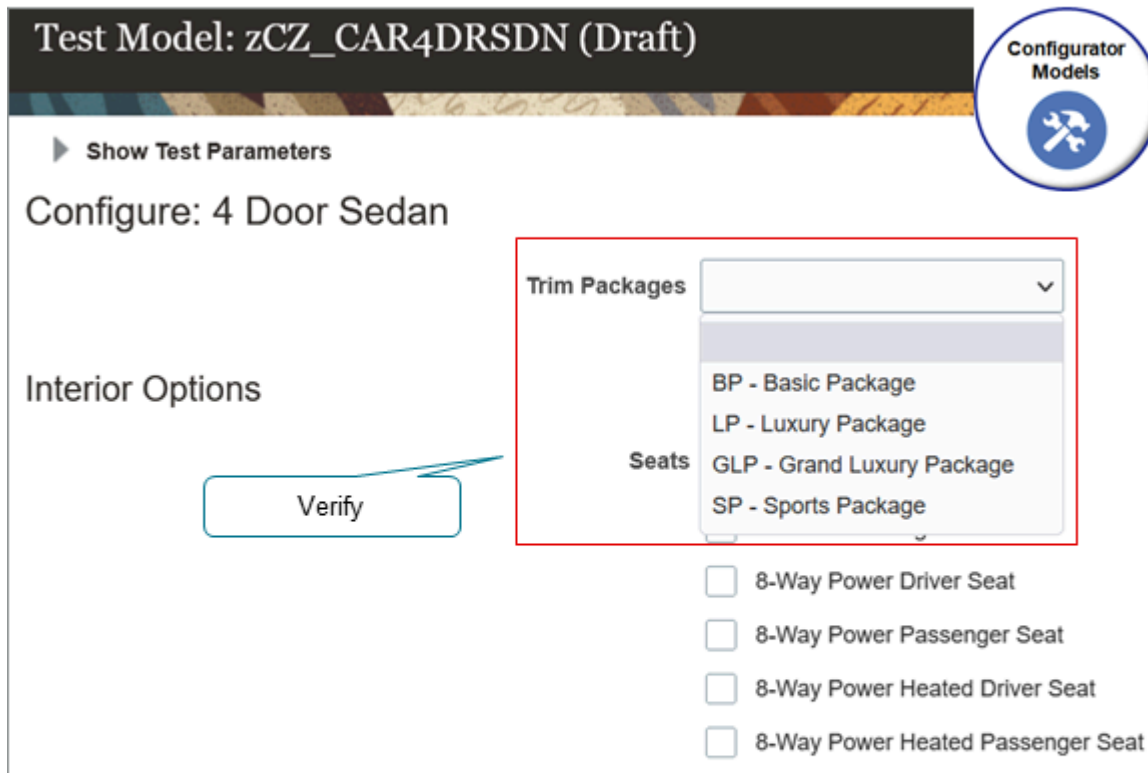 Test Model: zCZ_CAR4DRSDN (Draft)
Configurator
Models
Show Test Parameters
Configure: 4 Door Sedan
Trim Packages
Interior Options
BP - Basic Package
LP - Luxury Package
Seats
GLP - Grand Luxury Package
SP - Sports Package
Verify
8-Way Power Driver Seat
8-Way Power Passenger Seat
8-Way Power Heated Driver Seat
8-Way Power Heated Passenger Seat